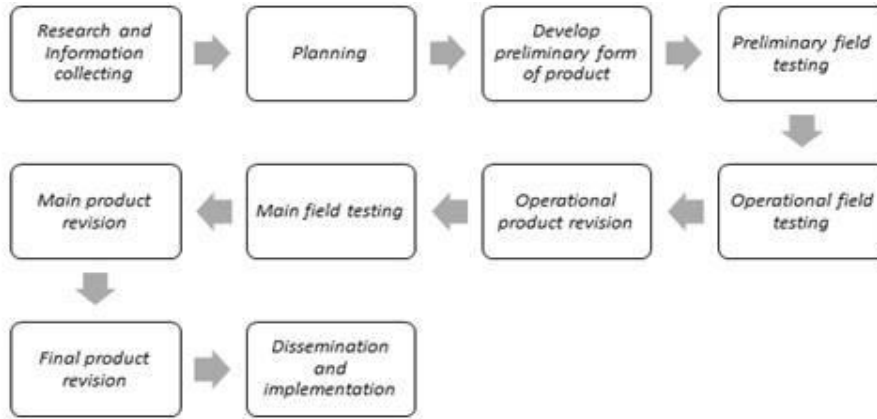 Research and
Information
collecting
Planning
Develop
preliminary form
of product
Preliminary field
testing
Operational field
testing
Operational
product revision
Main field testing
Main product
revision
Final product
revision
Dissemination
and
implementation